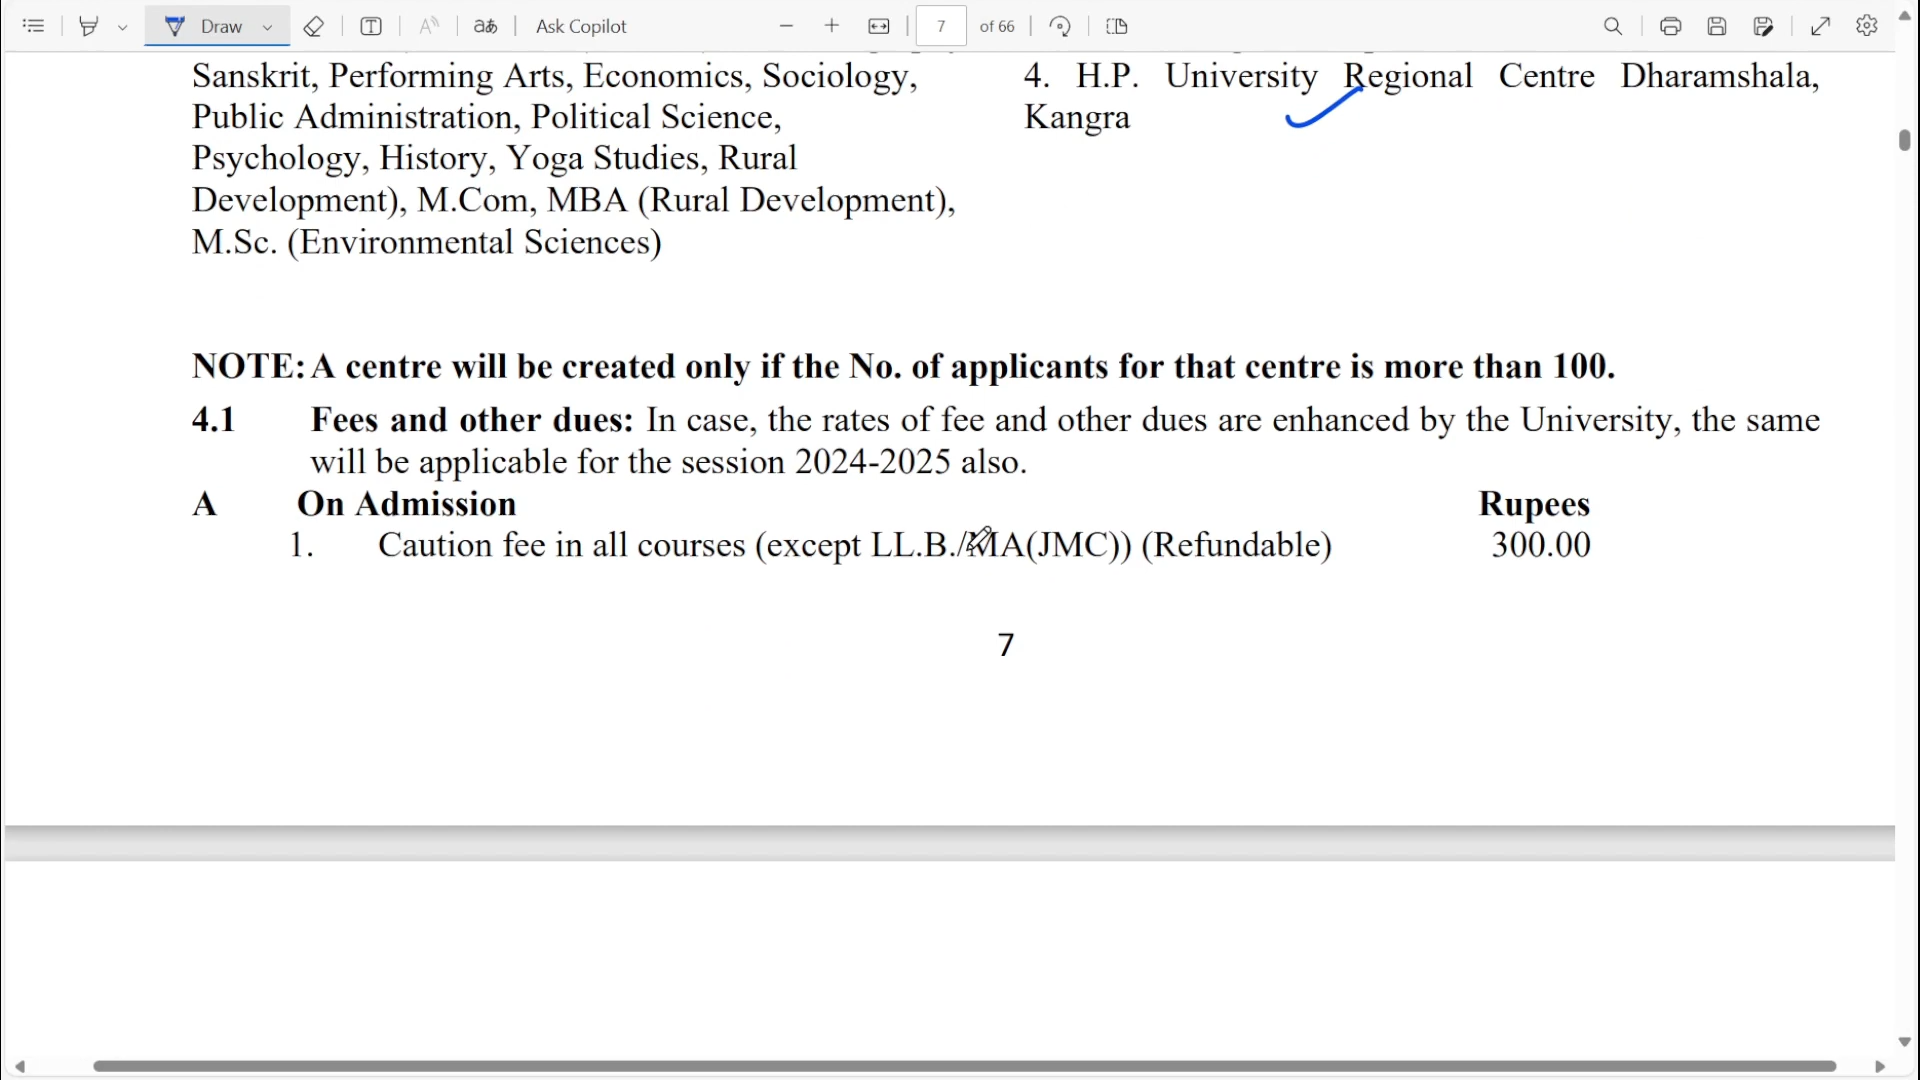 Draw
Ask Copilot
7
of 66
Sanskrit, Performing Arts, Economics, Sociology,
Public Administration, Political Science,
Psychology, History, Yoga Studies, Rural
Development), M.Com, MBA (Rural Development),
M.Sc. (Environmental Sciences)
4. H.P. University Regional Centre Dharamshala,
Kangra
NOTE: A centre will be created only if the No. of applicants for that centre is more than 100.
4.1 Fees and other dues: In case, the rates of fee and other dues are enhanced by the University, the same
will be applicable for the session 2024-2025 also.
A On Admission Rupees
1. Caution fee in all courses (except LL.B./MA(JMC)) (Refundable) 300.00
7